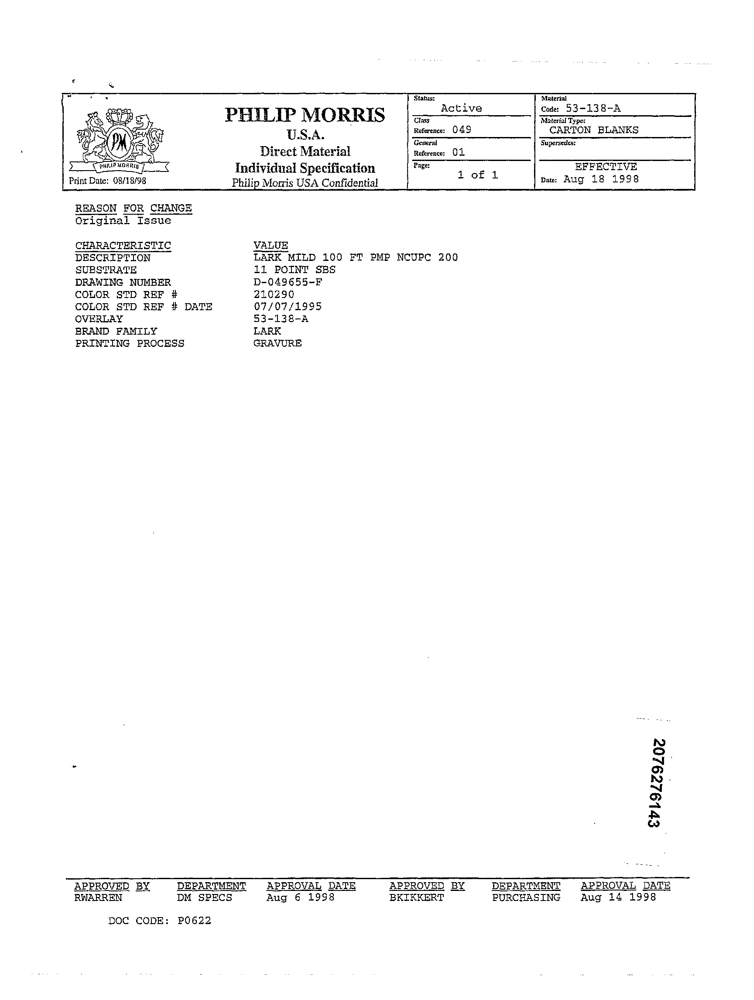 PHILIP MORRIS
U.S.A.
Direct Material
Individual Specification
Philip Morris USA Confidential
PM
PHILIP MORRIS
Print Date: 08/18/98
Status:
Active
Class
Reference: 049
General
Reference: 01
Page:
1 of 1
Material
Code: 53-138-A
Material Type:
CARTON BLANKS
Supersedes:
EFFECTIVE
Date: Aug 18 1998
REASON FOR CHANGE
Original Issue
CHARACTERISTIC VALUE
DESCRIPTION LARK MILD 100 FT PMP NCUPC 200
SUBSTRATE 11 POINT SBS
DRAWING NUMBER D-049655-F
COLOR STD REF # 210290
COLOR STD REF # DATE 07/07/1995
OVERLAY 53-138-A
BRAND FAMILY LARK
PRINTING PROCESS GRAVURE
2076276143
APPROVED BY DEPARTMENT APPROVAL DATE APPROVED BY DEPARTMENT APPROVAL DATE
RWARREN DM SPECS Aug 6 1998 BKIKKERT PURCHASING Aug 14 1998
DOC CODE: P0622